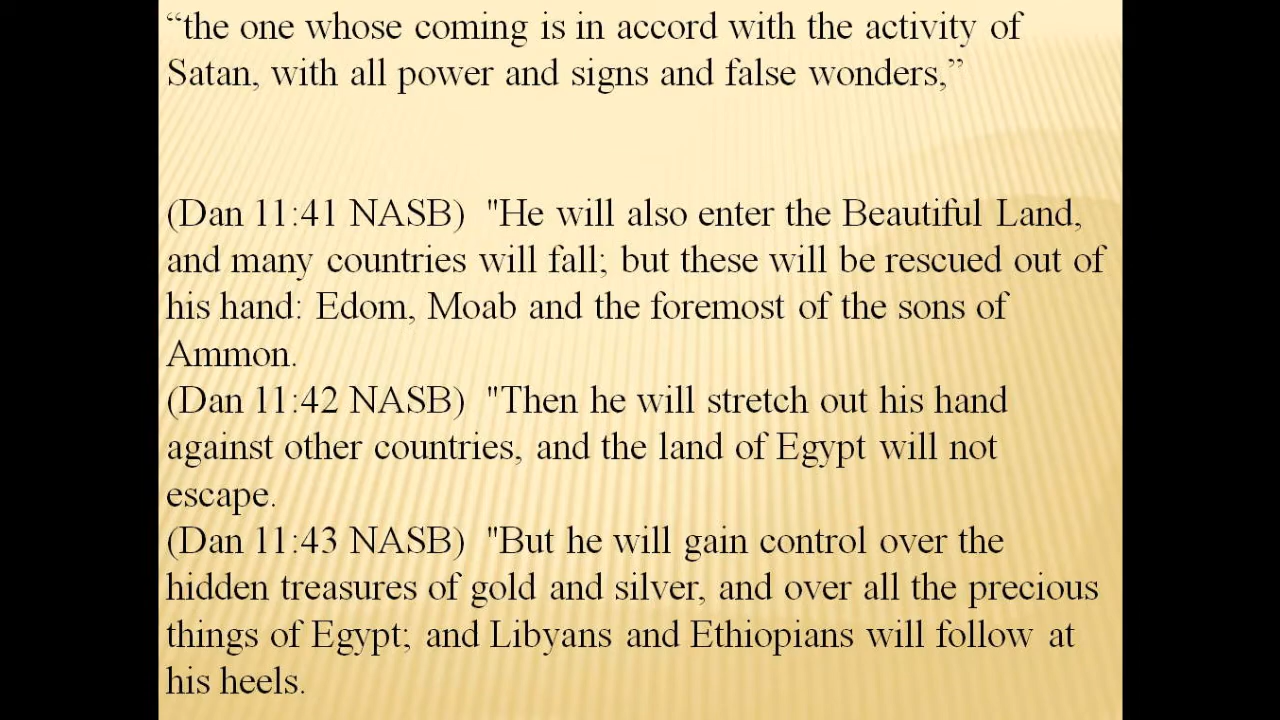 “the one whose coming is in accord with the activity of
Satan, with all power and signs and false wonders,”
(Dan 11:41 NASB)  "He will also enter the Beautiful Land,
and many countries will fall; but these will be rescued out of
his hand: Edom, Moab and the foremost of the sons of
Ammon.
(Dan 11:42 NASB)  "Then he will stretch out his hand
against other countries, and the land of Egypt will not
escape.
(Dan 11:43 NASB)  "But he will gain control over the
hidden treasures of gold and silver, and over all the precious
things of Egypt; and Libyans and Ethiopians will follow at
his heels.